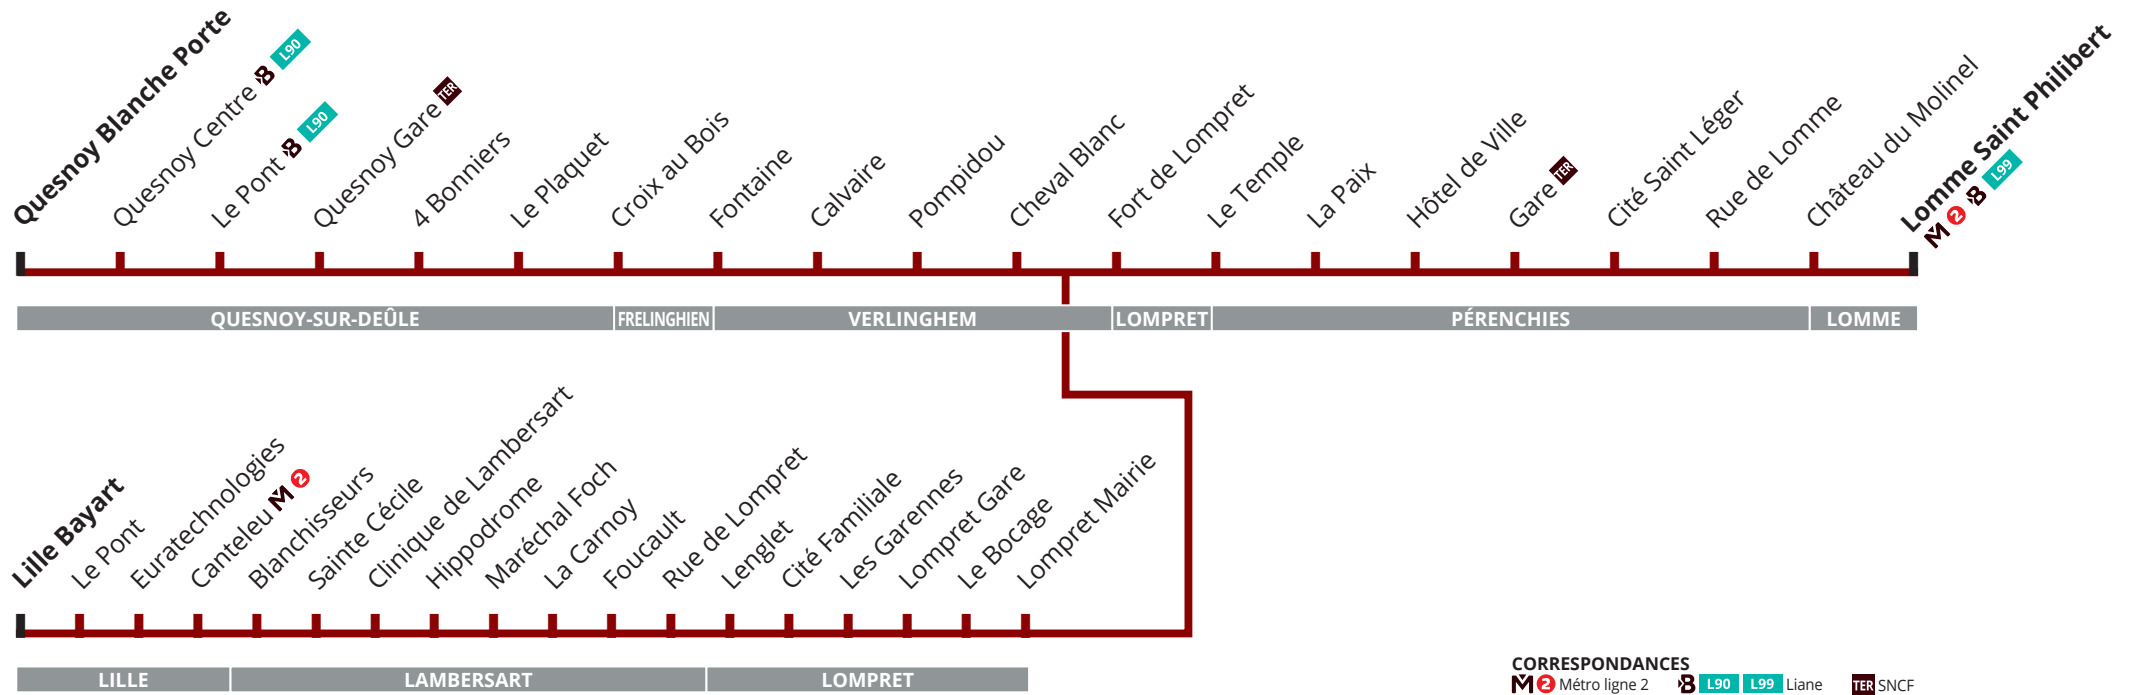 Quesnoy Blanche Porte
Quesnoy Centre B L90
Le Pont B L90
Quesnoy Gare TER
4 Bonniers
Le Plaquet
Croix au Bois
Fontaine
Calvaire
Pompidou
Cheval Blanc
Fort de Lompret
Le Temple
La Paix
Hôtel de Ville
Gare TER
Cité Saint Léger
Rue de Lomme
Château du Molinel
Lomme Saint Philibert
M 2 B L99
QUESNOY-SUR-DEÛLE
FRELINGHIEN
VERLINGHEM
LOMPRET
PÉRENCHIES
LOMME
Lille Bayart
Le Pont
Euratechnologies
Canteleu M 2
Blanchisseurs
Sainte Cécile
Clinique de Lambersart
Hippodrome
Maréchal Foch
La Carnoy
Foucault
Rue de Lompret
Lenglet
Cité Familiale
Les Garennes
Lompret Gare
Le Bocage
Lompret Mairie
LILLE
LAMBERSART
LOMPRET
CORRESPONDANCES
M 2 Métro ligne 2 B L90 L99 Liane TER SNCF